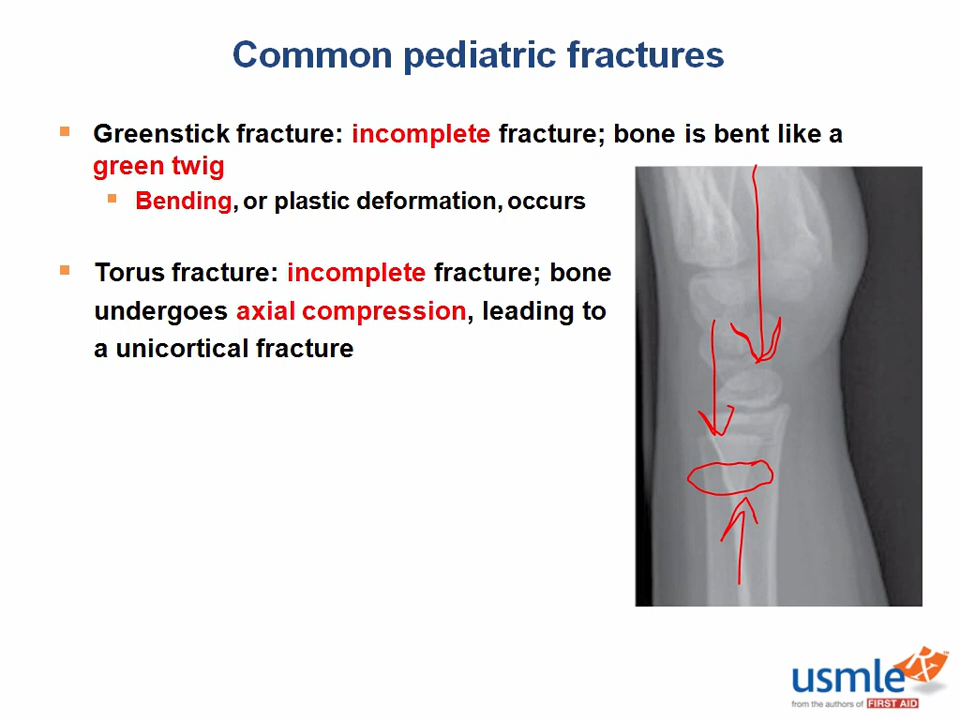 Common pediatric fractures
Greenstick fracture: incomplete fracture; bone is bent like a
green twig
Bending, or plastic deformation, occurs
Torus fracture: incomplete fracture; bone
undergoes axial compression, leading to
a unicortical fracture
usmle Rx™
from the authors of FIRST AID